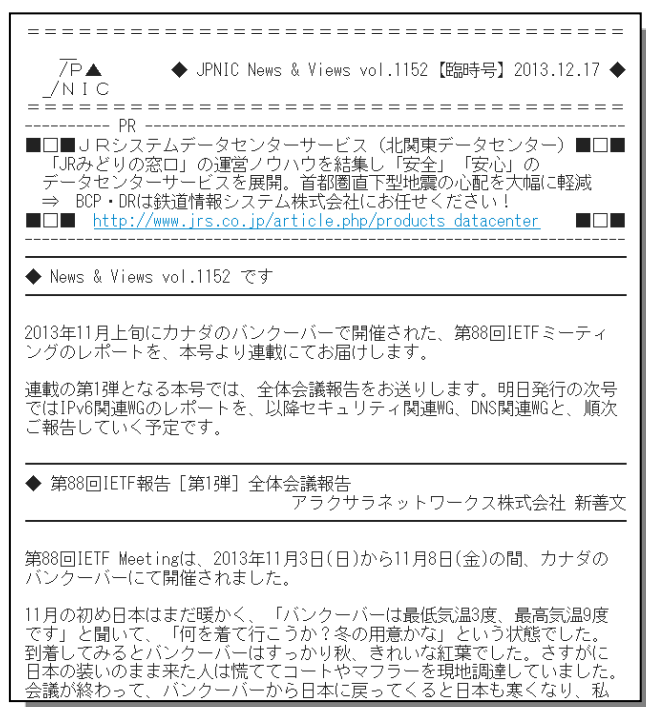 ====================================
 ／P▲     ◆ JPNIC News & Views vol.1152【臨時号】2013.12.17 ◆
_/NIC
====================================
---------- PR ----------------------------------------------------------
■□■ＪＲシステムデータセンターサービス（北関東データセンター）■□■
「JRみどりの窓口」の運営ノウハウを結集し「安全」「安心」の
データセンターサービスを展開。首都圏直下型地震の心配を大幅に軽減
⇒ BCP・DRは鉄道情報システム株式会社にお任せください！
■□■ http://www.jrs.co.jp/article.php/products_datacenter ■□■
------------------------------------------------------------------------
◆ News & Views vol.1152 です
2013年11月上旬にカナダのバンクーバーで開催された、第88回IETFミーティ
ングのレポートを、本号より連載にてお届けします。
連載の第1弾となる本号では、全体会議報告をお送りします。明日発行の次号
ではIPv6関連WGのレポートを、以降セキュリティ関連WG、DNS関連WGと、順次
ご報告していく予定です。
◆ 第88回IETF報告［第1弾］全体会議報告
アラクサラネットワークス株式会社 新善文
第88回IETF Meetingは、2013年11月3日(日)から11月8日(金)の間、カナダの
バンクーバーにて開催されました。
11月の初め日本はまだ暖かく、「バンクーバーは最低気温3度、最高気温9度
です」と聞いて、「何を着て行こうか？冬の用意かな」という状態でした。
到着してみるとバンクーバーはすっかり秋、きれいな紅葉でした。さすがに
日本の装いのまま来た人は慌ててコートやマフラーを現地調達していました。
会議が終わって、バンクーバーから日本に戻ってくると日本も寒くなり、私